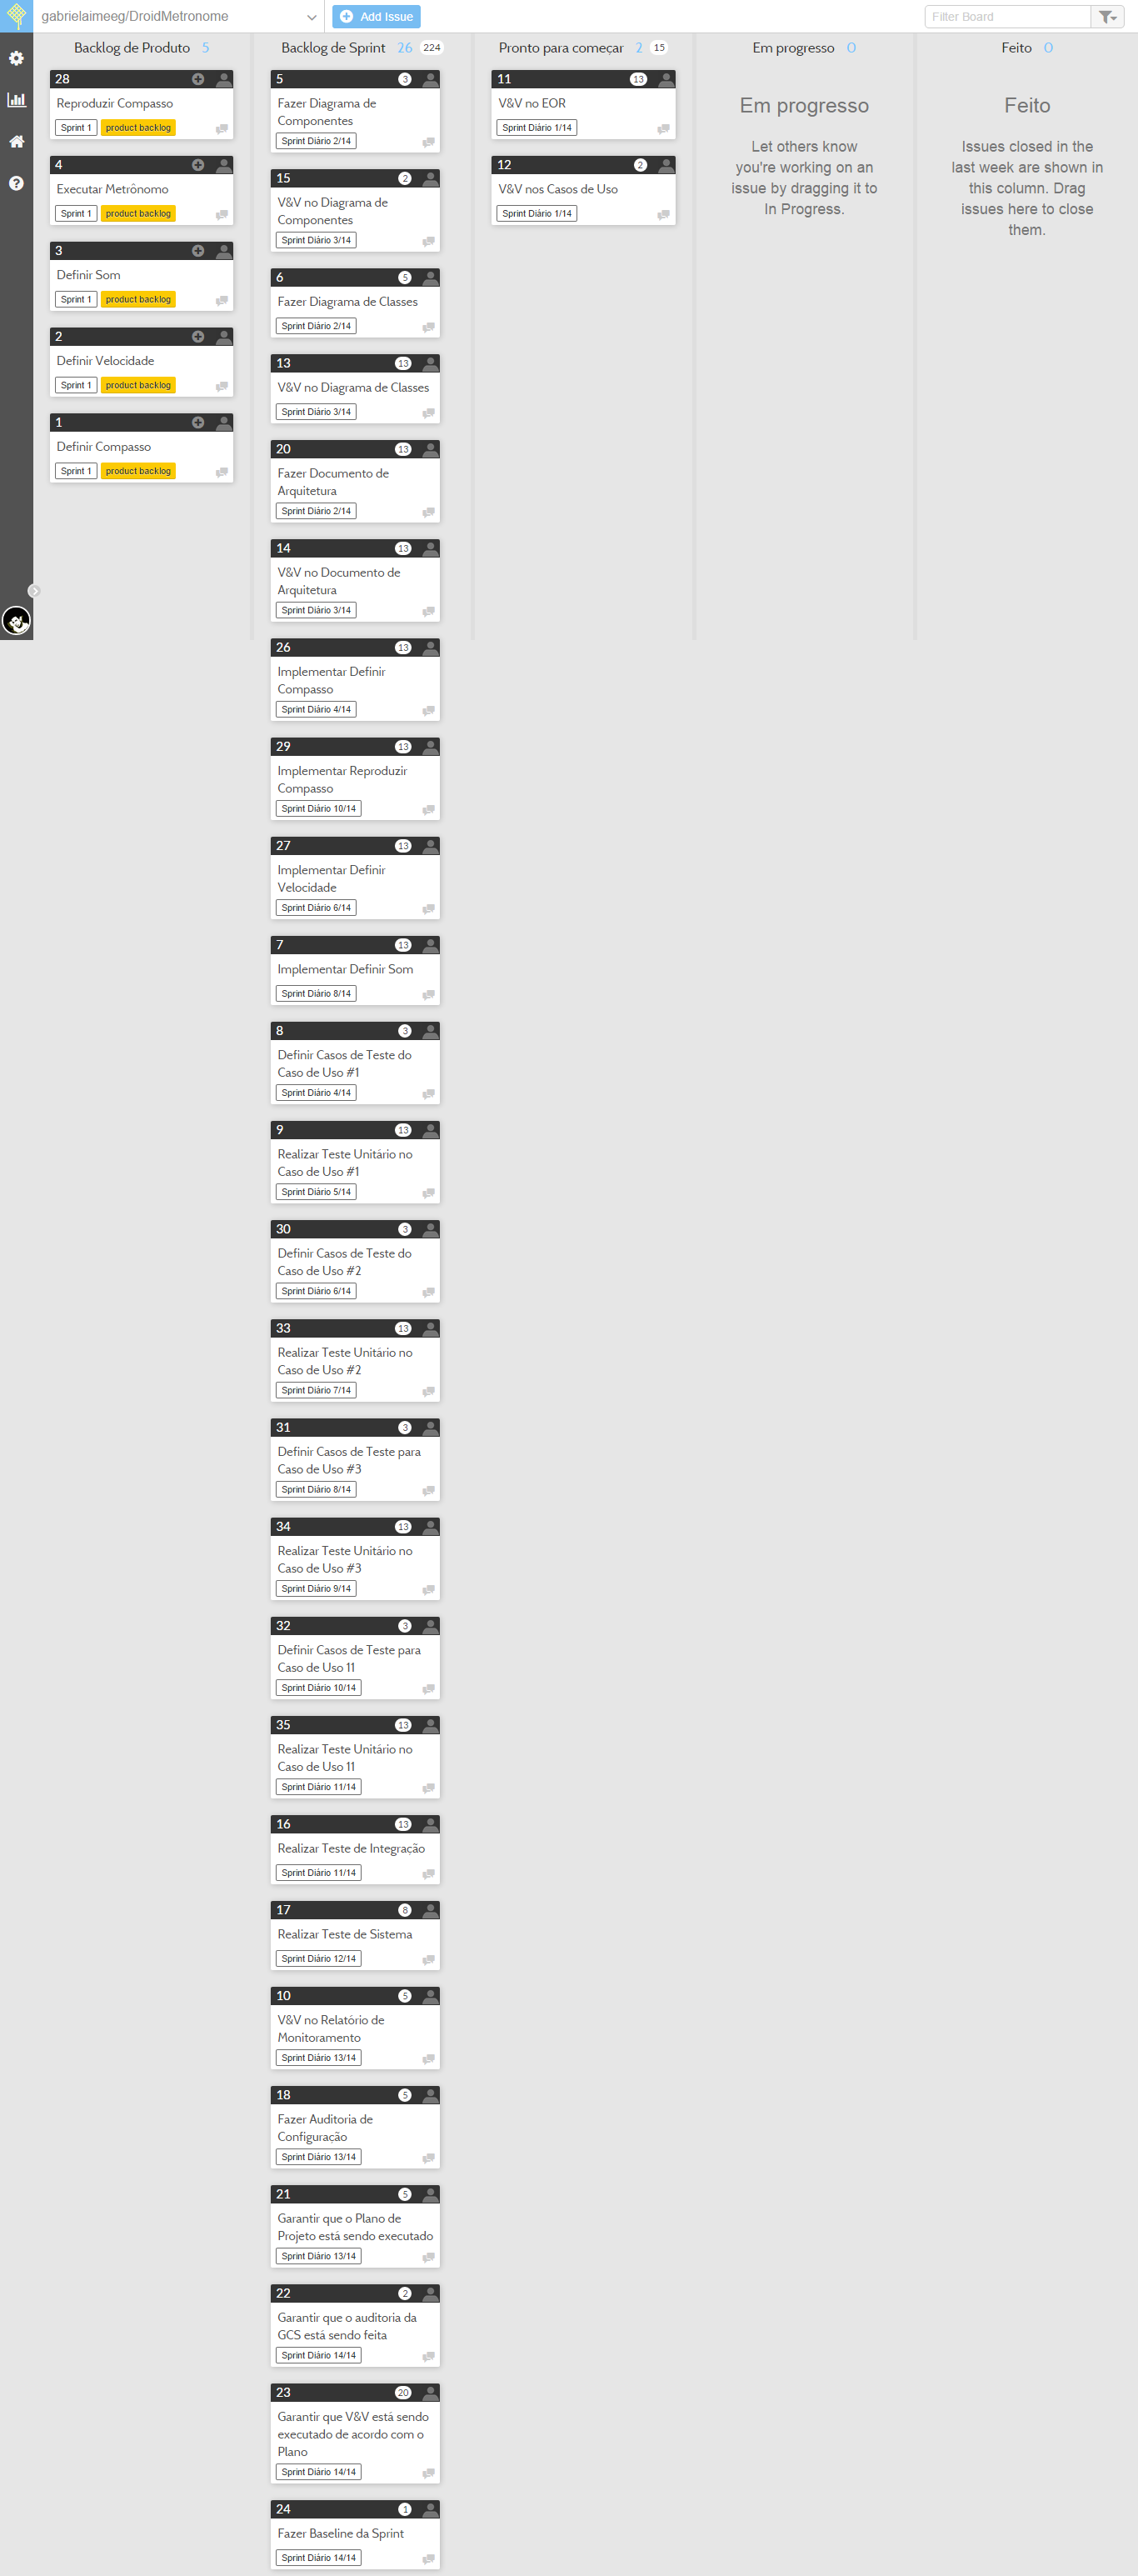 gabrielaimeeg/DroidMetronome
Add Issue
Filter Board
Backlog de Produto 5
28
Reproduzir Compasso
Sprint 1 product backlog
4
Executar Metrônomo
Sprint 1 product backlog
3
Definir Som
Sprint 1 product backlog
2
Definir Velocidade
Sprint 1 product backlog
1
Definir Compasso
Sprint 1 product backlog
Backlog de Sprint 26 224
5 3
Fazer Diagrama de
Componentes
Sprint Diário 2/14
15 2
V&V no Diagrama de
Componentes
Sprint Diário 3/14
6 5
Fazer Diagrama de Classes
Sprint Diário 2/14
13 13
V&V no Diagrama de Classes
Sprint Diário 3/14
20 13
Fazer Documento de
Arquitetura
Sprint Diário 2/14
14 13
V&V no Documento de
Arquitetura
Sprint Diário 3/14
26 13
Implementar Definir
Compasso
Sprint Diário 4/14
29 13
Implementar Reproduzir
Compasso
Sprint Diário 10/14
27 13
Implementar Definir
Velocidade
Sprint Diário 6/14
7 13
Implementar Definir Som
Sprint Diário 8/14
8 3
Definir Casos de Teste do
Caso de Uso #1
Sprint Diário 4/14
9 13
Realizar Teste Unitário no
Caso de Uso #1
Sprint Diário 5/14
30 3
Definir Casos de Teste do
Caso de Uso #2
Sprint Diário 6/14
33 13
Realizar Teste Unitário no
Caso de Uso #2
Sprint Diário 7/14
31 3
Definir Casos de Teste para
Caso de Uso #3
Sprint Diário 8/14
34 13
Realizar Teste Unitário no
Caso de Uso #3
Sprint Diário 9/14
32 3
Definir Casos de Teste para
Caso de Uso 11
Sprint Diário 10/14
35 13
Realizar Teste Unitário no
Caso de Uso 11
Sprint Diário 11/14
16 13
Realizar Teste de Integração
Sprint Diário 11/14
17 8
Realizar Teste de Sistema
Sprint Diário 12/14
10 5
V&V no Relatório de
Monitoramento
Sprint Diário 13/14
18 5
Fazer Auditoria de
Configuração
Sprint Diário 13/14
21 5
Garantir que o Plano de
Projeto está sendo executado
Sprint Diário 13/14
22 2
Garantir que o auditoria da
GCS está sendo feita
Sprint Diário 14/14
23 20
Garantir que V&V está sendo
executado de acordo com o
Plano
Sprint Diário 14/14
24 1
Fazer Baseline da Sprint
Sprint Diário 14/14
Pronto para começar 2 15
11 13
V&V no EOR
Sprint Diário 1/14
12 2
V&V nos Casos de Uso
Sprint Diário 1/14
Em progresso 0
Em progresso
Let others know
you're working on an
issue by dragging it to
In Progress.
Feito 0
Feito
Issues closed in the
last week are shown in
this column. Drag
issues here to close
them.